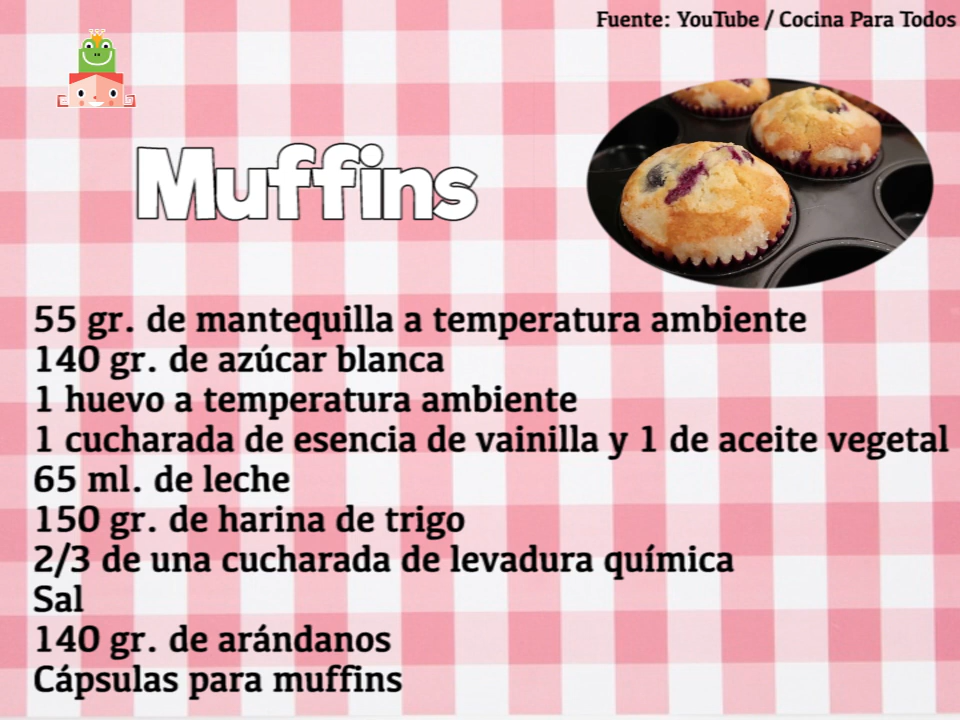 Fuente: YouTube / Cocina Para Todos
Muffins
55 gr. de mantequilla a temperatura ambiente
140 gr. de azúcar blanca
1 huevo a temperatura ambiente
1 cucharada de esencia de vainilla y 1 de aceite vegetal
65 ml. de leche
150 gr. de harina de trigo
2/3 de una cucharada de levadura química
Sal
140 gr. de arándanos
Cápsulas para muffins